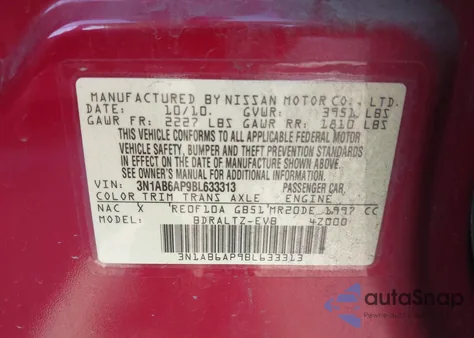 MANUFACTURED BY NISSAN MOTOR CO., LTD.
DATE: 10/10. GVWR: 3951 LBS
GAWR FR: 2227 LBS GAWR RR: 1810 LBS
THIS VEHICLE CONFORMS TO ALL APPLICABLE FEDERAL MOTOR
VEHICLE SAFETY, BUMPER AND THEFT PREVENTION STANDARDS
IN EFFECT ON THE DATE OF MANUFACTURE SHOWN ABOVE.
SEE OWNER'S MANUAL FOR ADDED INFORMATION.
VIN: 3N1AB6AP9BL633313 PASSENGER CAR,
COLOR TRIM TRANS AXLE ENGINE
NAC X RE0F10A GB51 MR20DE 1997 CC
MODEL: BDRALTZ-EVB 4Z000
3N1AB6AP9BL633313
autoSnap